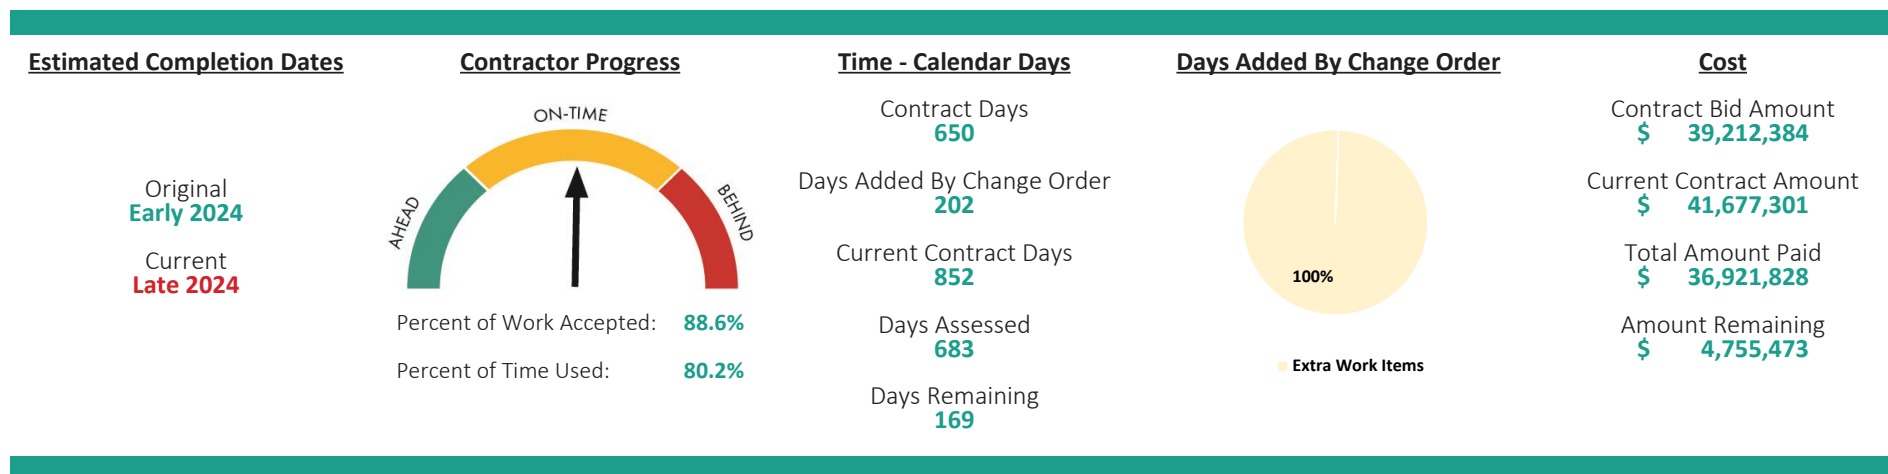 Estimated Completion Dates
Original
Early 2024
Current
Late 2024
Contractor Progress
ON-TIME
AHEAD
BEHIND
Percent of Work Accepted: 88.6%
Percent of Time Used: 80.2%
Time - Calendar Days
Contract Days
650
Days Added By Change Order
202
Current Contract Days
852
Days Assessed
683
Days Remaining
169
Days Added By Change Order
100%
Extra Work Items
Cost
Contract Bid Amount
$ 39,212,384
Current Contract Amount
$ 41,677,301
Total Amount Paid
$ 36,921,828
Amount Remaining
$ 4,755,473